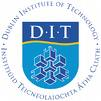 DUBLIN INSTITUTE OF TECHNOLOGY
D·I·T
INSTITIÚID TEICNEOLAÍOCHTA ÁTHA CLIATH